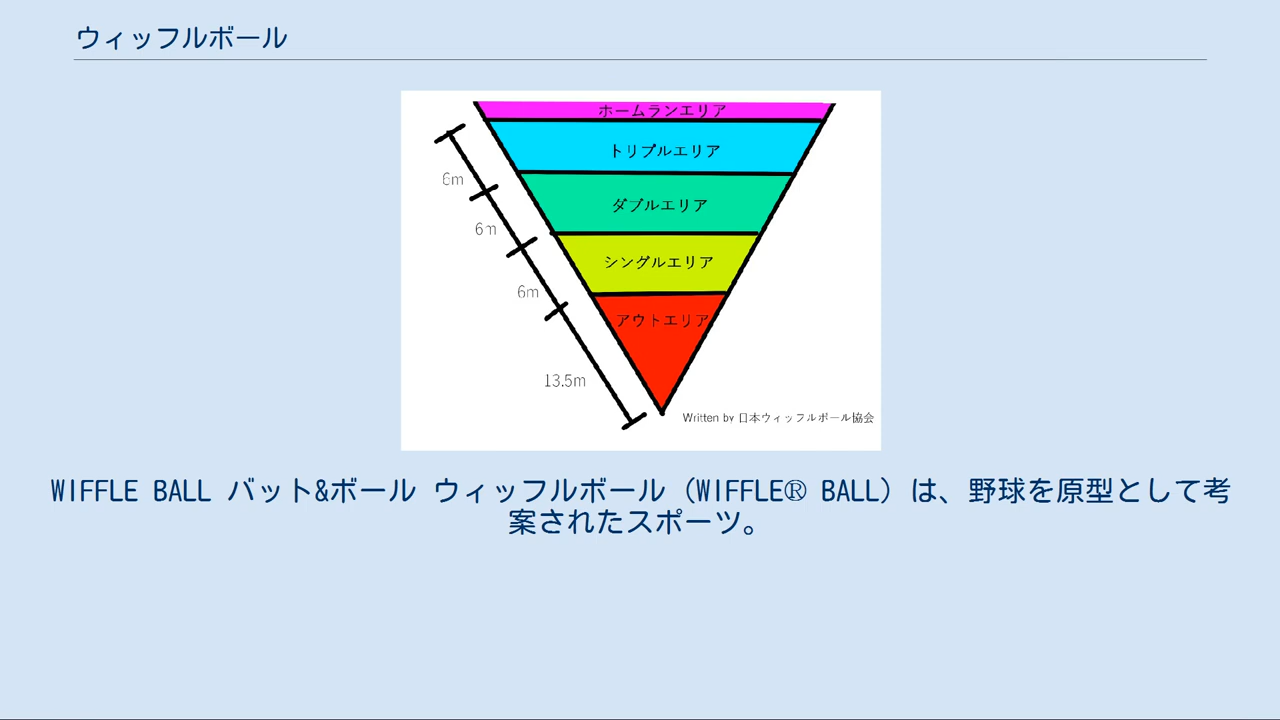 ウィッフルボール
ホームランエリア
トリプルエリア
6m
ダブルエリア
6m
シングルエリア
6m
アウトエリア
13.5m
Written by 日本ウィッフルボール協会
WIFFLE BALL バット&ボール ウィッフルボール (WIFFLE® BALL) は、野球を原型として考
案されたスポーツ。